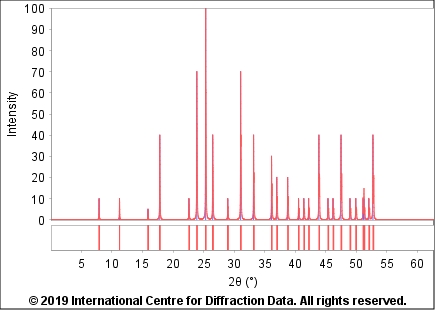 100
90
80
70
60
50
40
30
20
10
0
Intensity
5 10 15 20 25 30 35 40 45 50 55 60
2θ (°)
© 2019 International Centre for Diffraction Data. All rights reserved.